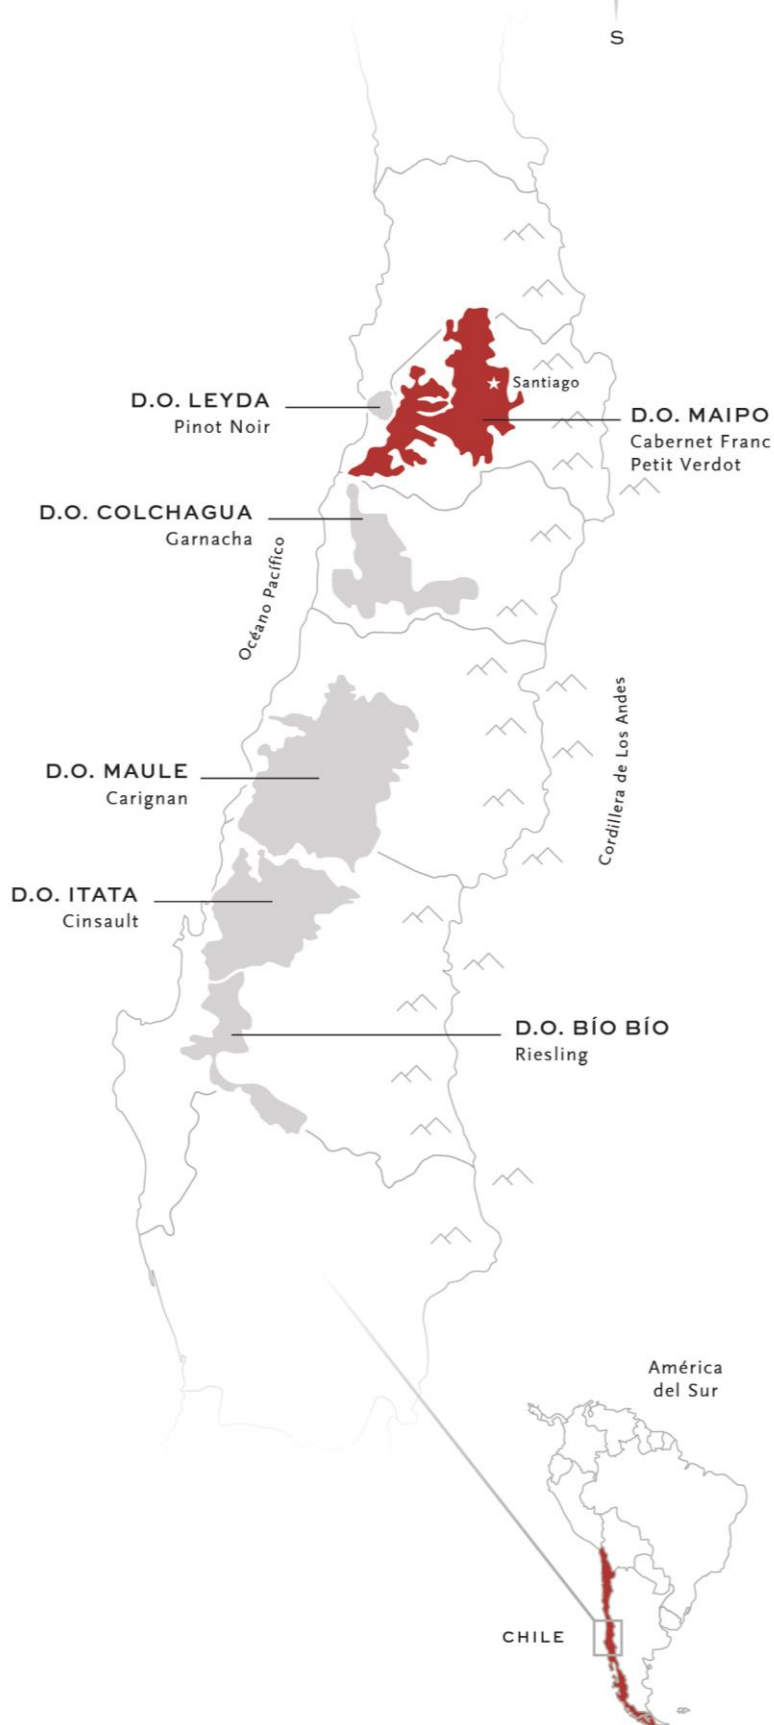 S
Santiago
D.O. LEYDA
Pinot Noir
D.O. MAIPO
Cabernet Franc
Petit Verdot
D.O. COLCHAGUA
Garnacha
Océano Pacífico
Cordillera de Los Andes
D.O. MAULE
Carignan
D.O. ITATA
Cinsault
D.O. BÍO BÍO
Riesling
América
del Sur
CHILE